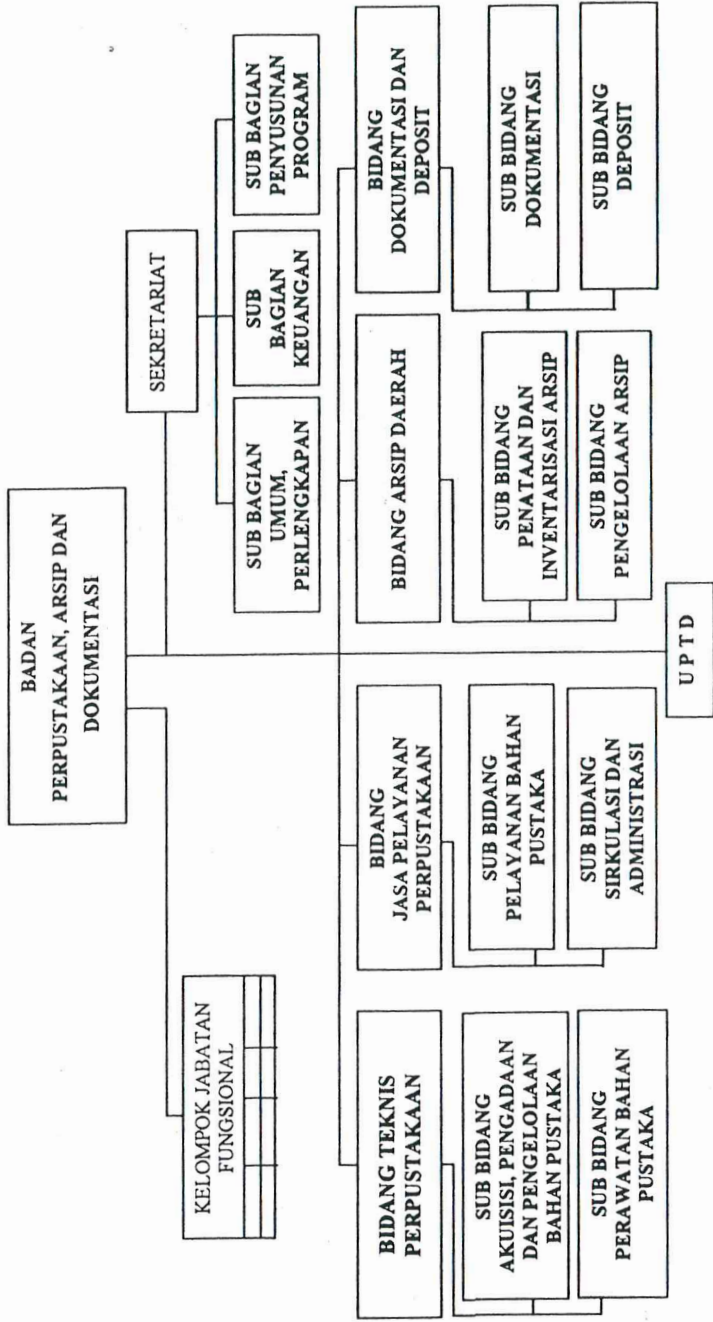 BADAN
PERPUSTAKAAN, ARSIP DAN
DOKUMENTASI
KELOMPOK JABATAN
FUNGSIONAL
SEKRETARIAT
SUB BAGIAN
UMUM,
PERLENGKAPAN
SUB
BAGIAN
KEUANGAN
SUB BAGIAN
PENYUSUNAN
PROGRAM
BIDANG TEKNIS
PERPUSTAKAAN
SUB BIDANG
AKUISISI, PENGADAAN
DAN PENGELOLAAN
BAHAN PUSTAKA
SUB BIDANG
PERAWATAN BAHAN
PUSTAKA
BIDANG
JASA PELAYANAN
PERPUSTAKAAN
SUB BIDANG
PELAYANAN BAHAN
PUSTAKA
SUB BIDANG
SIRKULASI DAN
ADMINISTRASI
BIDANG ARSIP DAERAH
SUB BIDANG
PENATAAN DAN
INVENTARISASI ARSIP
SUB BIDANG
PENGELOLAAN ARSIP
BIDANG
DOKUMENTASI DAN
DEPOSIT
SUB BIDANG
DOKUMENTASI
SUB BIDANG
DEPOSIT
U P T D